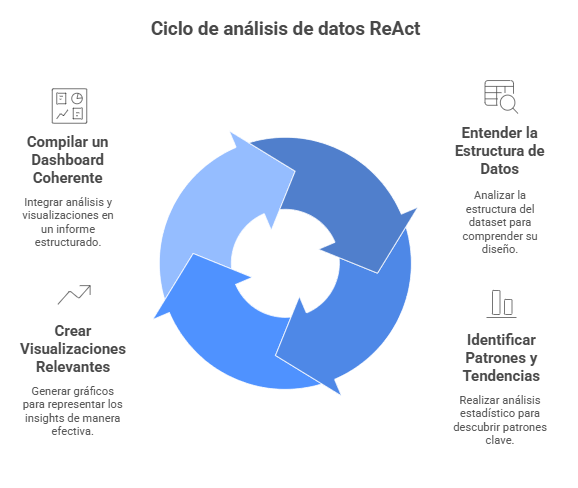 Ciclo de análisis de datos ReAct
Entender la
Estructura de
Datos
Analizar la
estructura del
dataset para
comprender su
diseño.
Identificar
Patrones y
Tendencias
Realizar análisis
estadístico para
descubrir patrones
clave.
Crear
Visualizaciones
Relevantes
Generar gráficos
para representar los
insights de manera
efectiva.
Compilar un
Dashboard
Coherente
Integrar análisis y
visualizaciones en
un informe
estructurado.